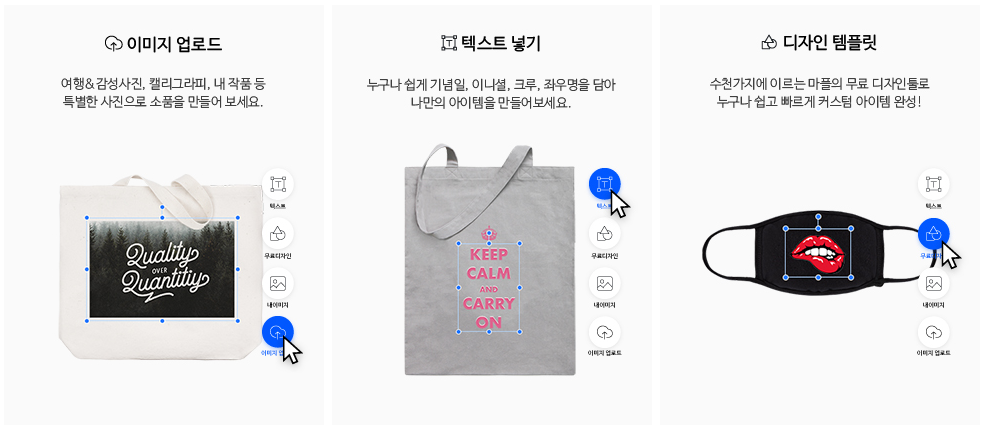 이미지 업로드
여행&감성사진, 캘리그라피, 내 작품 등
특별한 사진으로 소품을 만들어 보세요.
Quality
OVER
Quantitiy
텍스트
무료디자인
내이미지
이미지
텍스트 넣기
누구나 쉽게 기념일, 이니셜, 크루, 좌우명을 담아
나만의 아이템을 만들어보세요.
KEEP
CALM
AND
CARRY
ON
T
텍스
무료디자인
내이미지
이미지 업로드
디자인 템플릿
수천가지에 이르는 마플의 무료 디자인툴로
누구나 쉽고 빠르게 커스텀 아이템 완성!
텍스트
무료디자
내이미지
이미지 업로드